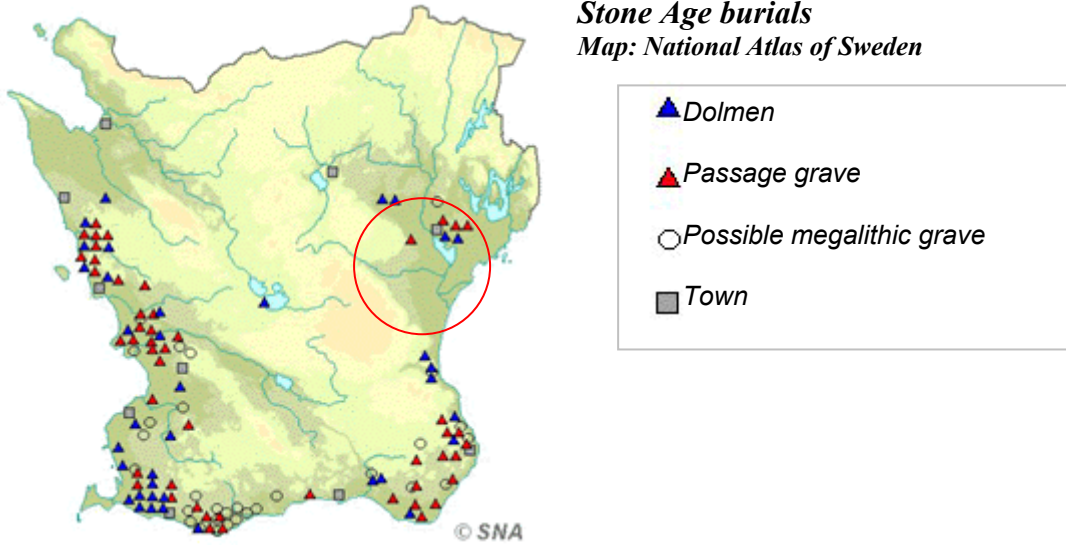 Stone Age burials
Map: National Atlas of Sweden
Dolmen
Passage grave
Possible megalithic grave
Town
© SNA